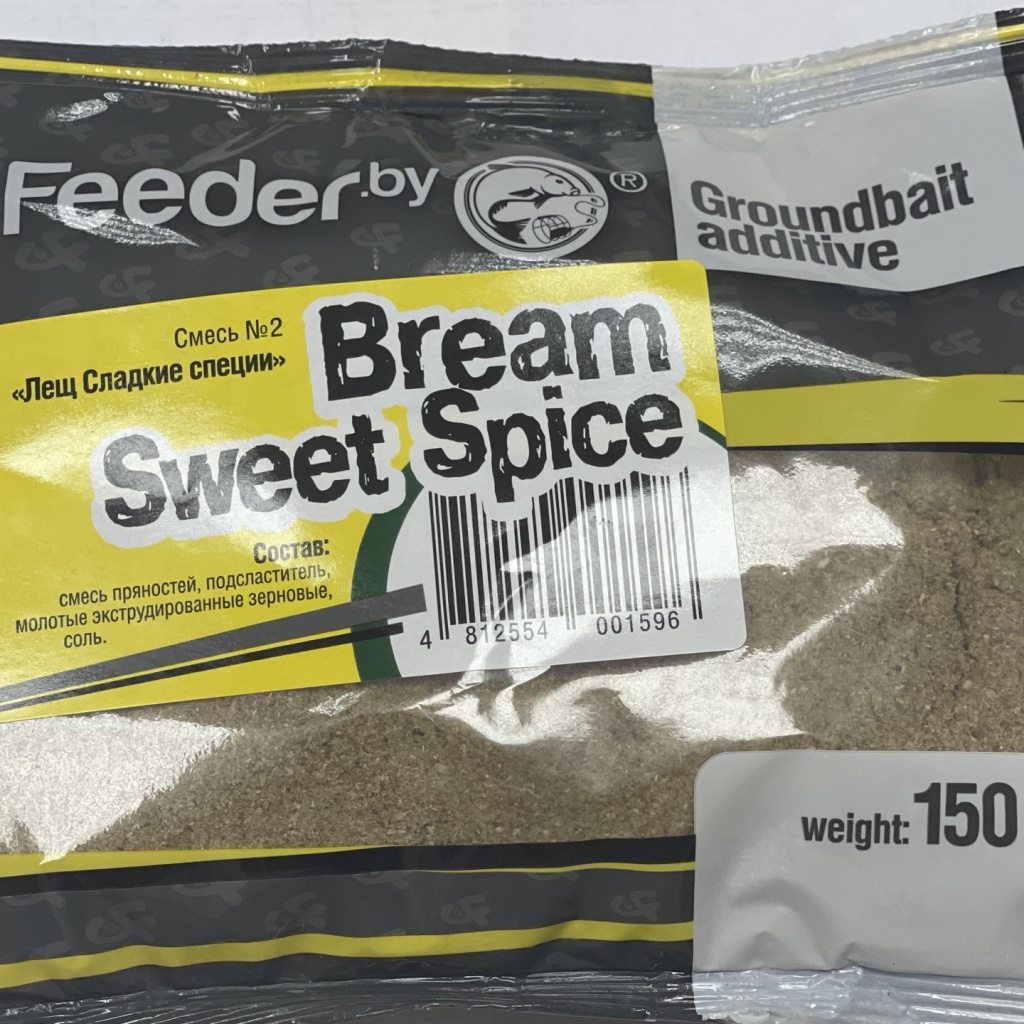 Feeder.by ®
Groundbait
additive
Смесь №2
«Лещ Сладкие специи»
Bream
Sweet Spice
Состав:
смесь пряностей, подсластитель,
молотые экструдированные зерновые,
соль.
4 812554 001596
weight: 150